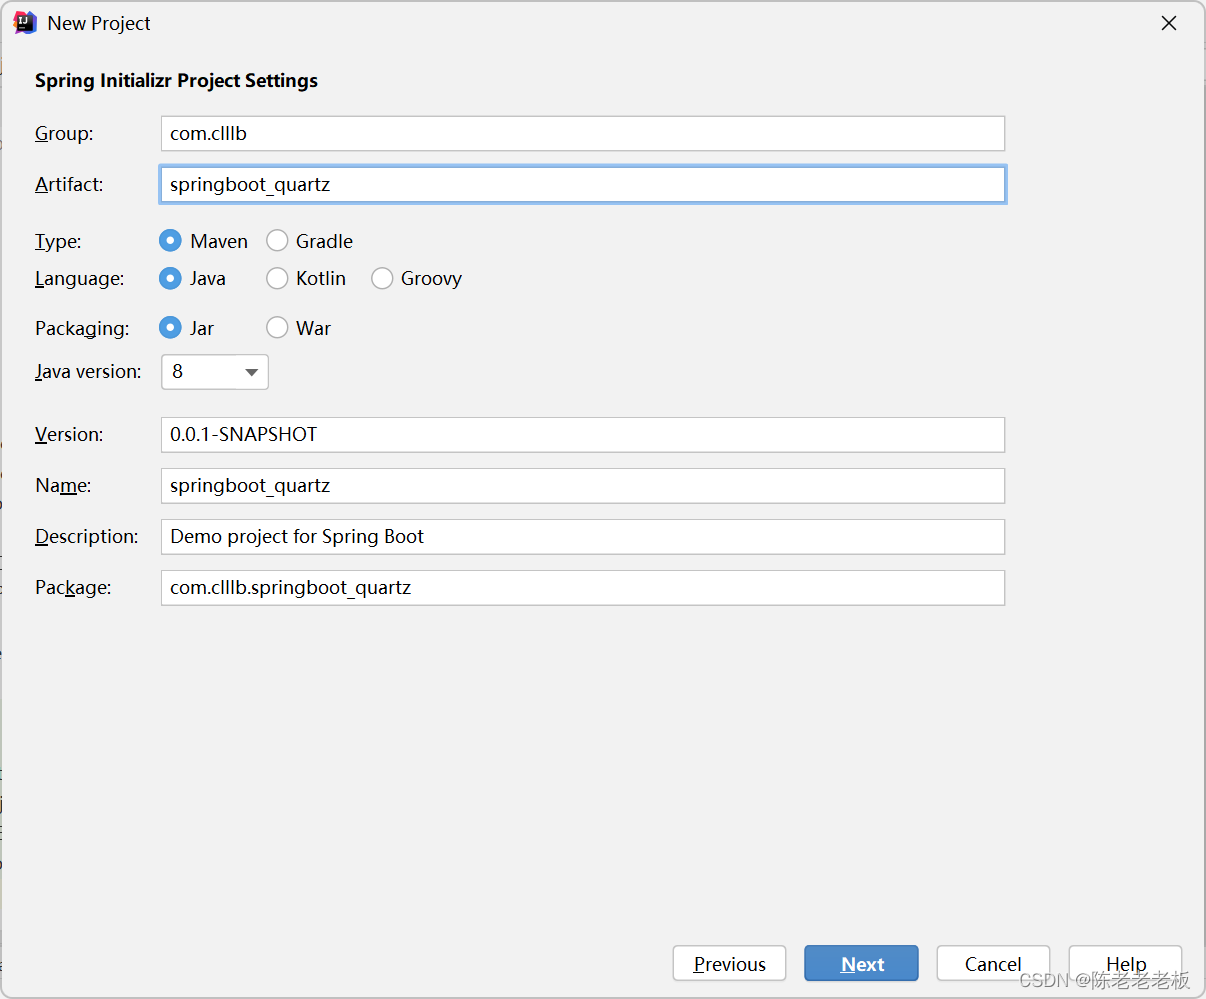 New Project
Spring Initializr Project Settings
Group: com.clllb
Artifact: springboot_quartz
Type: Maven Gradle
Language: Java Kotlin Groovy
Packaging: Jar War
Java version: 8
Version: 0.0.1-SNAPSHOT
Name: springboot_quartz
Description: Demo project for Spring Boot
Package: com.clllb.springboot_quartz
Previous Next Cancel Help
CSDN @陈老老老板